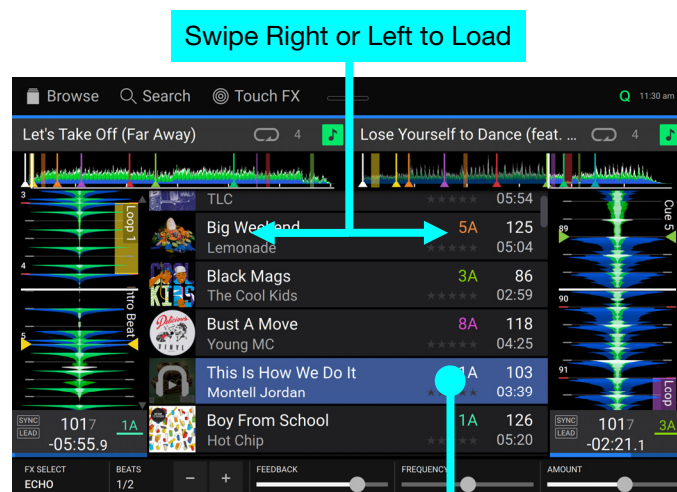 Swipe Right or Left to Load
Browse Search Touch FX Q 11:30 am
Let's Take Off (Far Away) 4 Lose Yourself to Dance (feat. ... 4
3
Loop 1
4
Intro Beat
5
TLC 05:54
Big Weekend 5A 125
Lemonade 05:04
Black Mags 3A 86
The Cool Kids 02:59
Bust A Move 8A 118
Young MC 04:25
This Is How We Do It 1A 103
Montell Jordan 03:39
Boy From School 1A 126
Hot Chip 05:20
Cue 5
89
90
91
Loop
SYNC
LEAD
1017 1A
-05:55.9
SYNC
LEAD
1017 3A
-02:21.1
FX SELECT BEATS FEEDBACK FREQUENCY AMOUNT
ECHO 1/2 - +